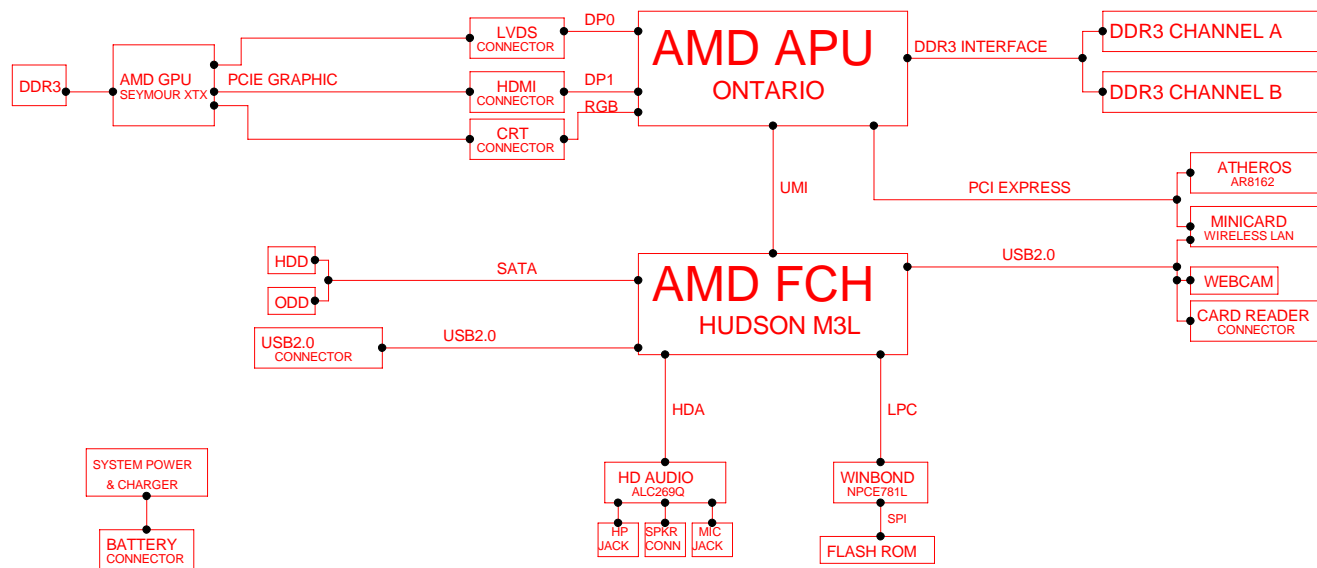 LVDS
CONNECTOR
DP0
AMD APU
ONTARIO
DDR3 INTERFACE
DDR3 CHANNEL A
DDR3
AMD GPU
SEYMOUR XTX
PCIE GRAPHIC
HDMI
CONNECTOR
DP1
DDR3 CHANNEL B
RGB
CRT
CONNECTOR
UMI
PCI EXPRESS
ATHEROS
AR8162
MINICARD
WIRELESS LAN
HDD
ODD
SATA
AMD FCH
HUDSON M3L
USB2.0
WEBCAM
CARD READER
CONNECTOR
USB2.0
CONNECTOR
USB2.0
HDA
LPC
SYSTEM POWER
& CHARGER
BATTERY
CONNECTOR
HD AUDIO
ALC269Q
HP
JACK
SPKR
CONN
MIC
JACK
WINBOND
NPCE781L
SPI
FLASH ROM